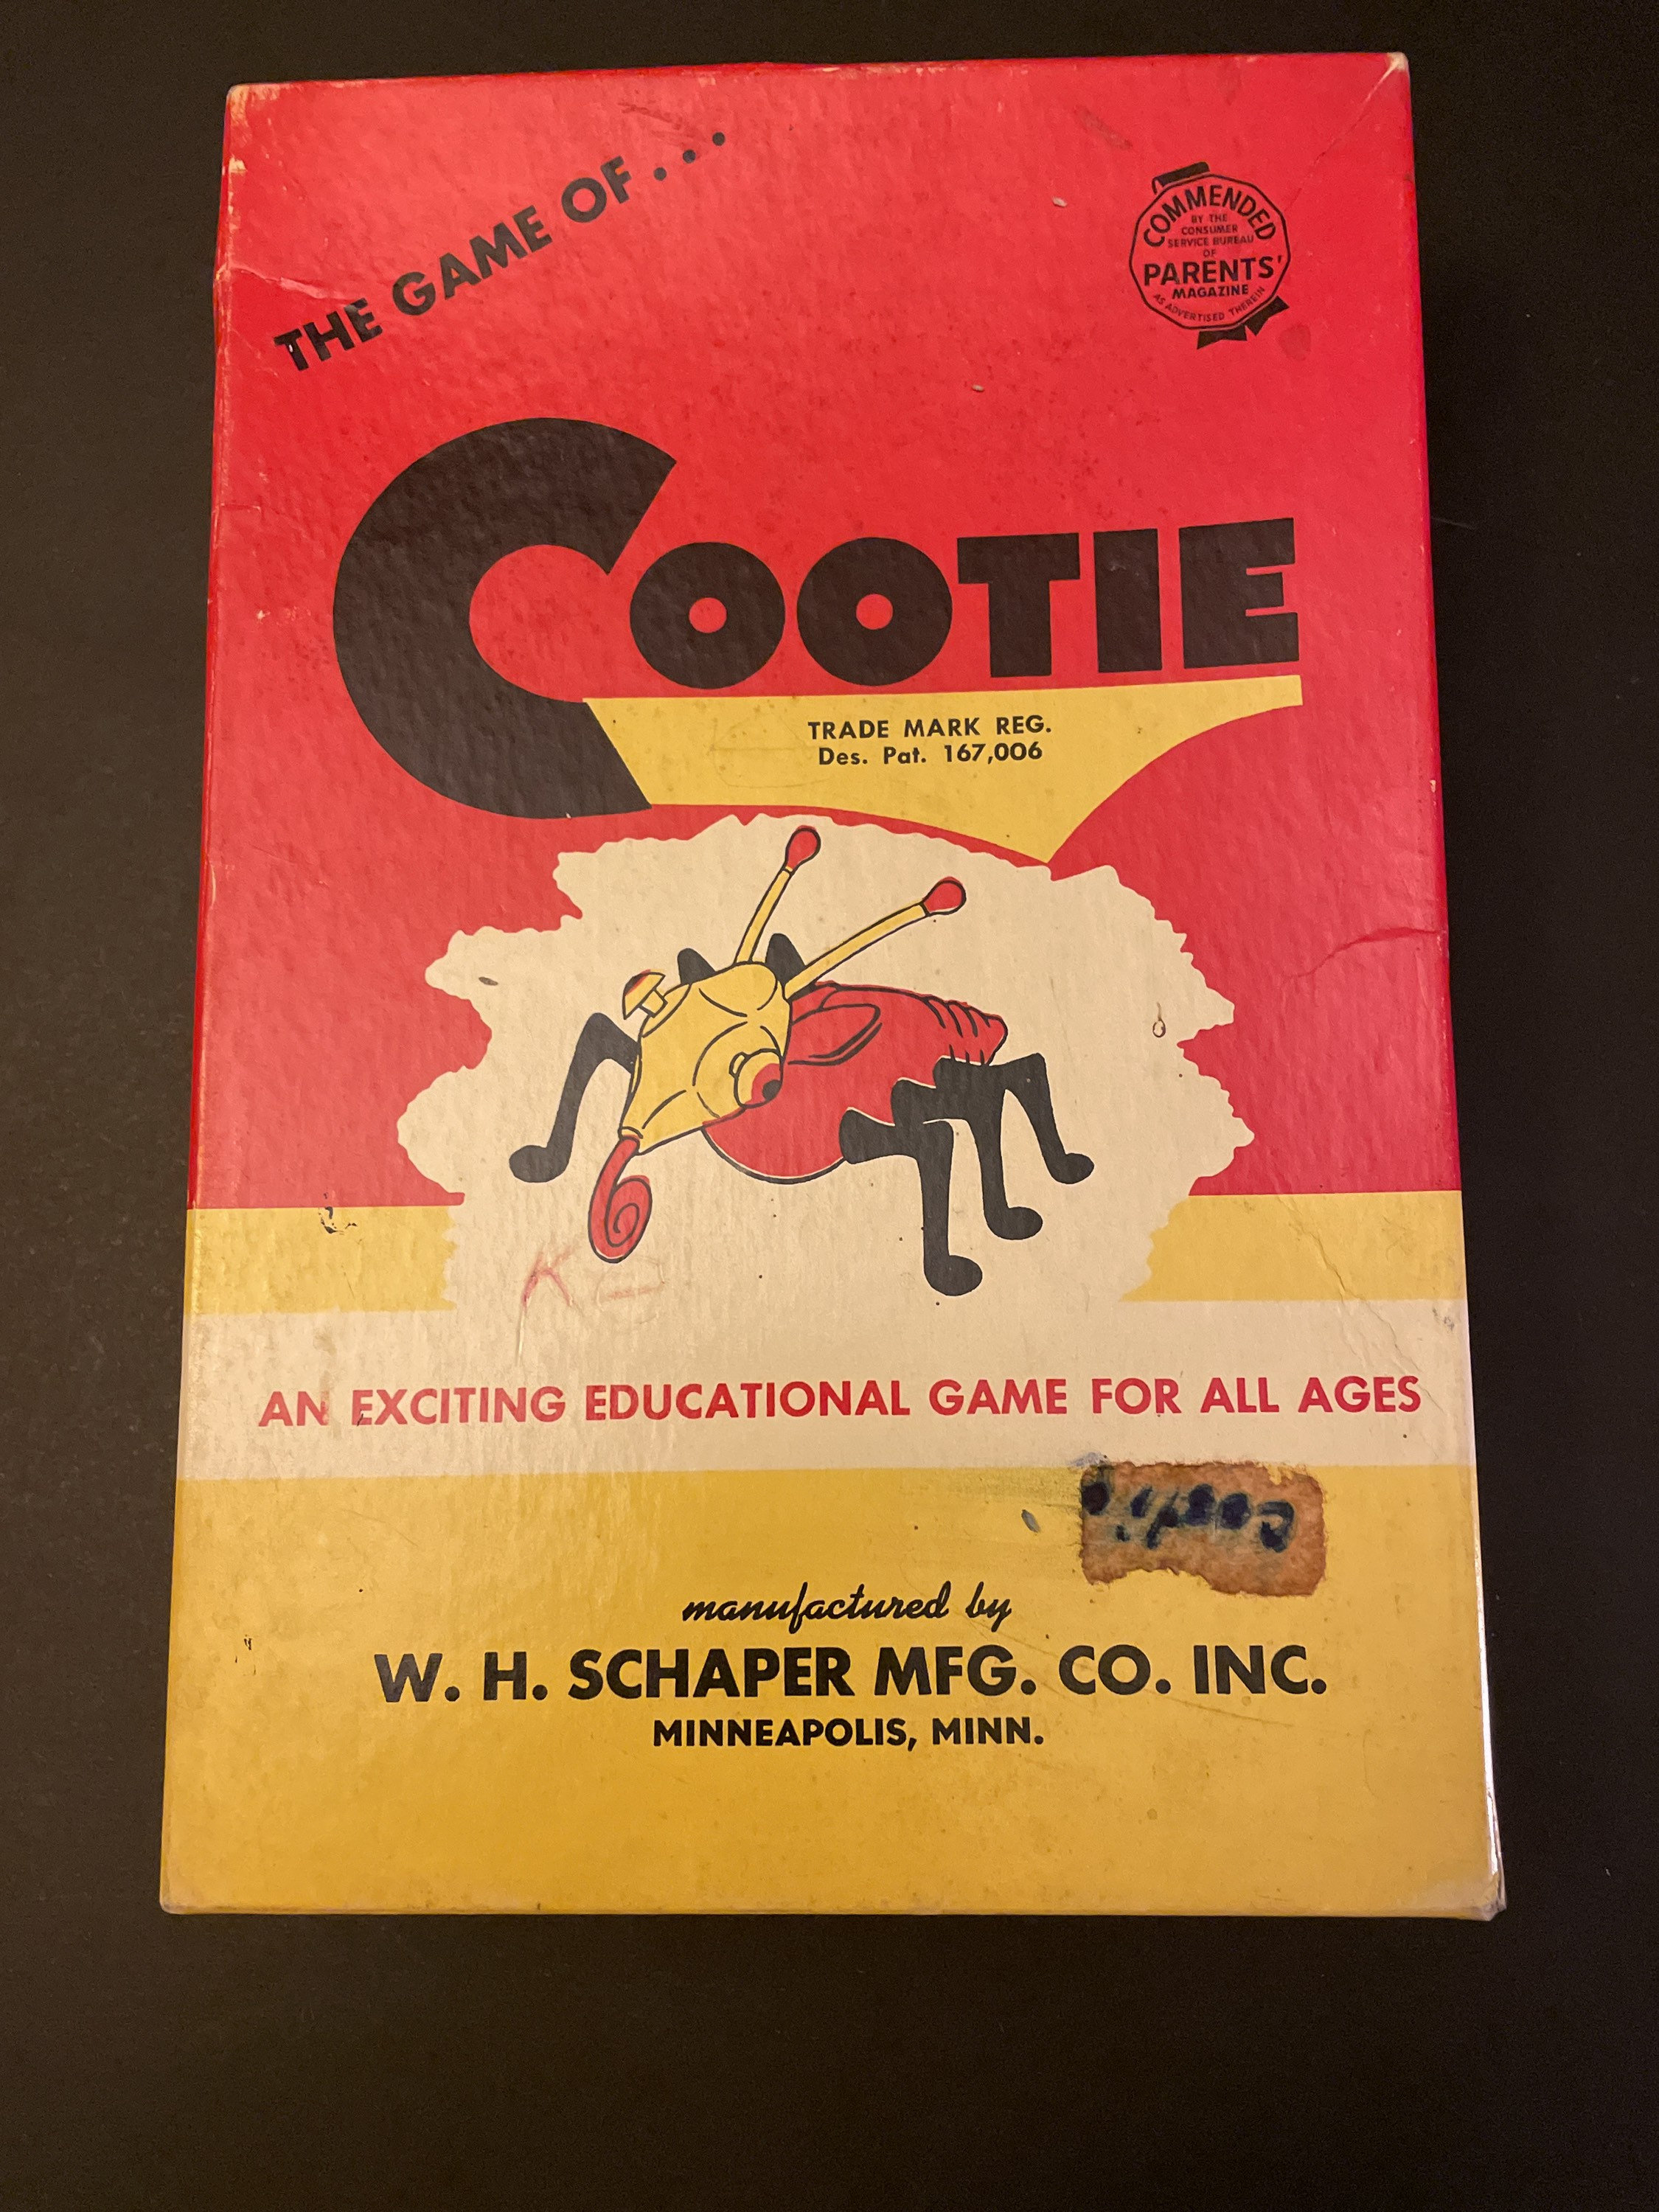 THE GAME OF...
COMMENDED
BY THE
CONSUMER
SERVICE BUREAU
OF
PARENTS'
MAGAZINE
AS ADVERTISED THEREIN
COOTIE
TRADE MARK REG.
Des. Pat. 167,006
K
AN EXCITING EDUCATIONAL GAME FOR ALL AGES
manufactured by
W. H. SCHAPER MFG. CO. INC.
MINNEAPOLIS, MINN.